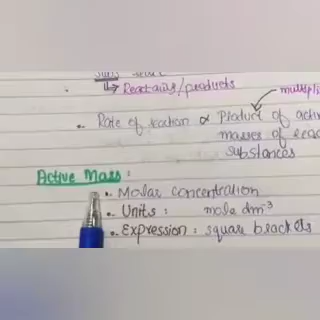 Reactants/products
multipli
• Rate of reaction ∝ Product of acti
masses of reac
substances
Active Mass:
• Molar concentration
• Units: mole dm⁻³
• Expression: square brackets